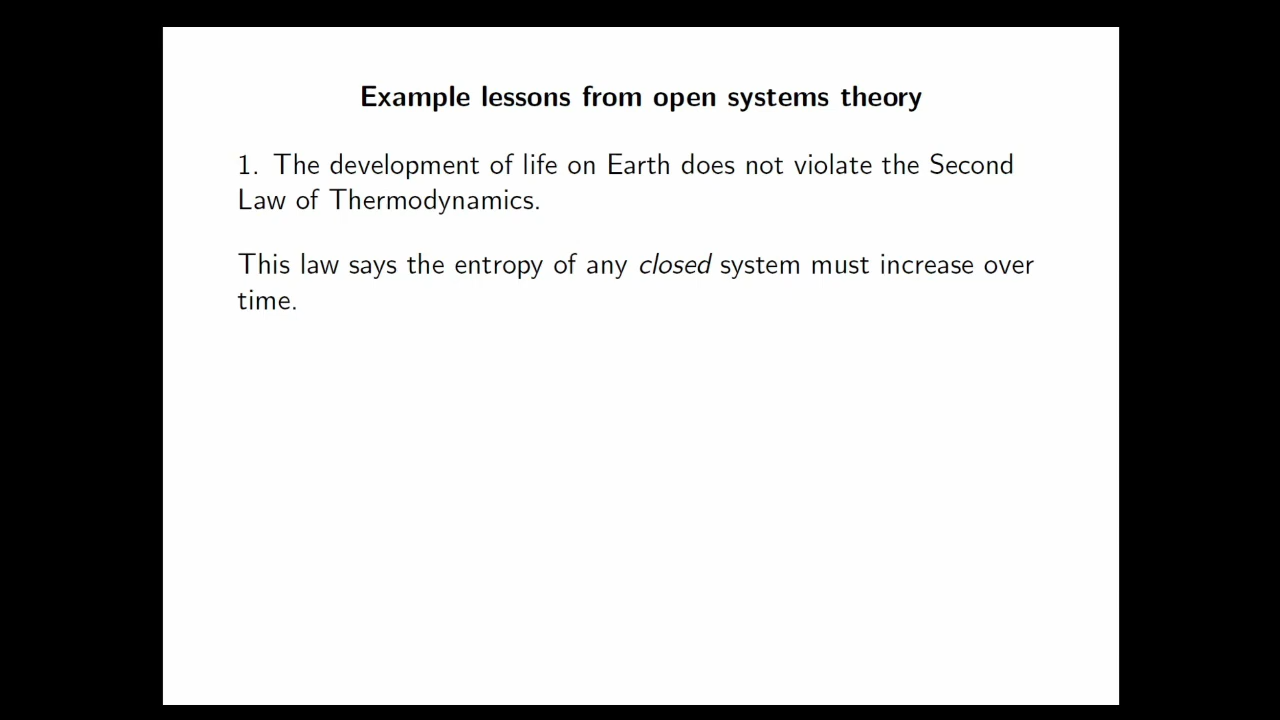 Example lessons from open systems theory
1. The development of life on Earth does not violate the Second
Law of Thermodynamics.
This law says the entropy of any closed system must increase over
time.